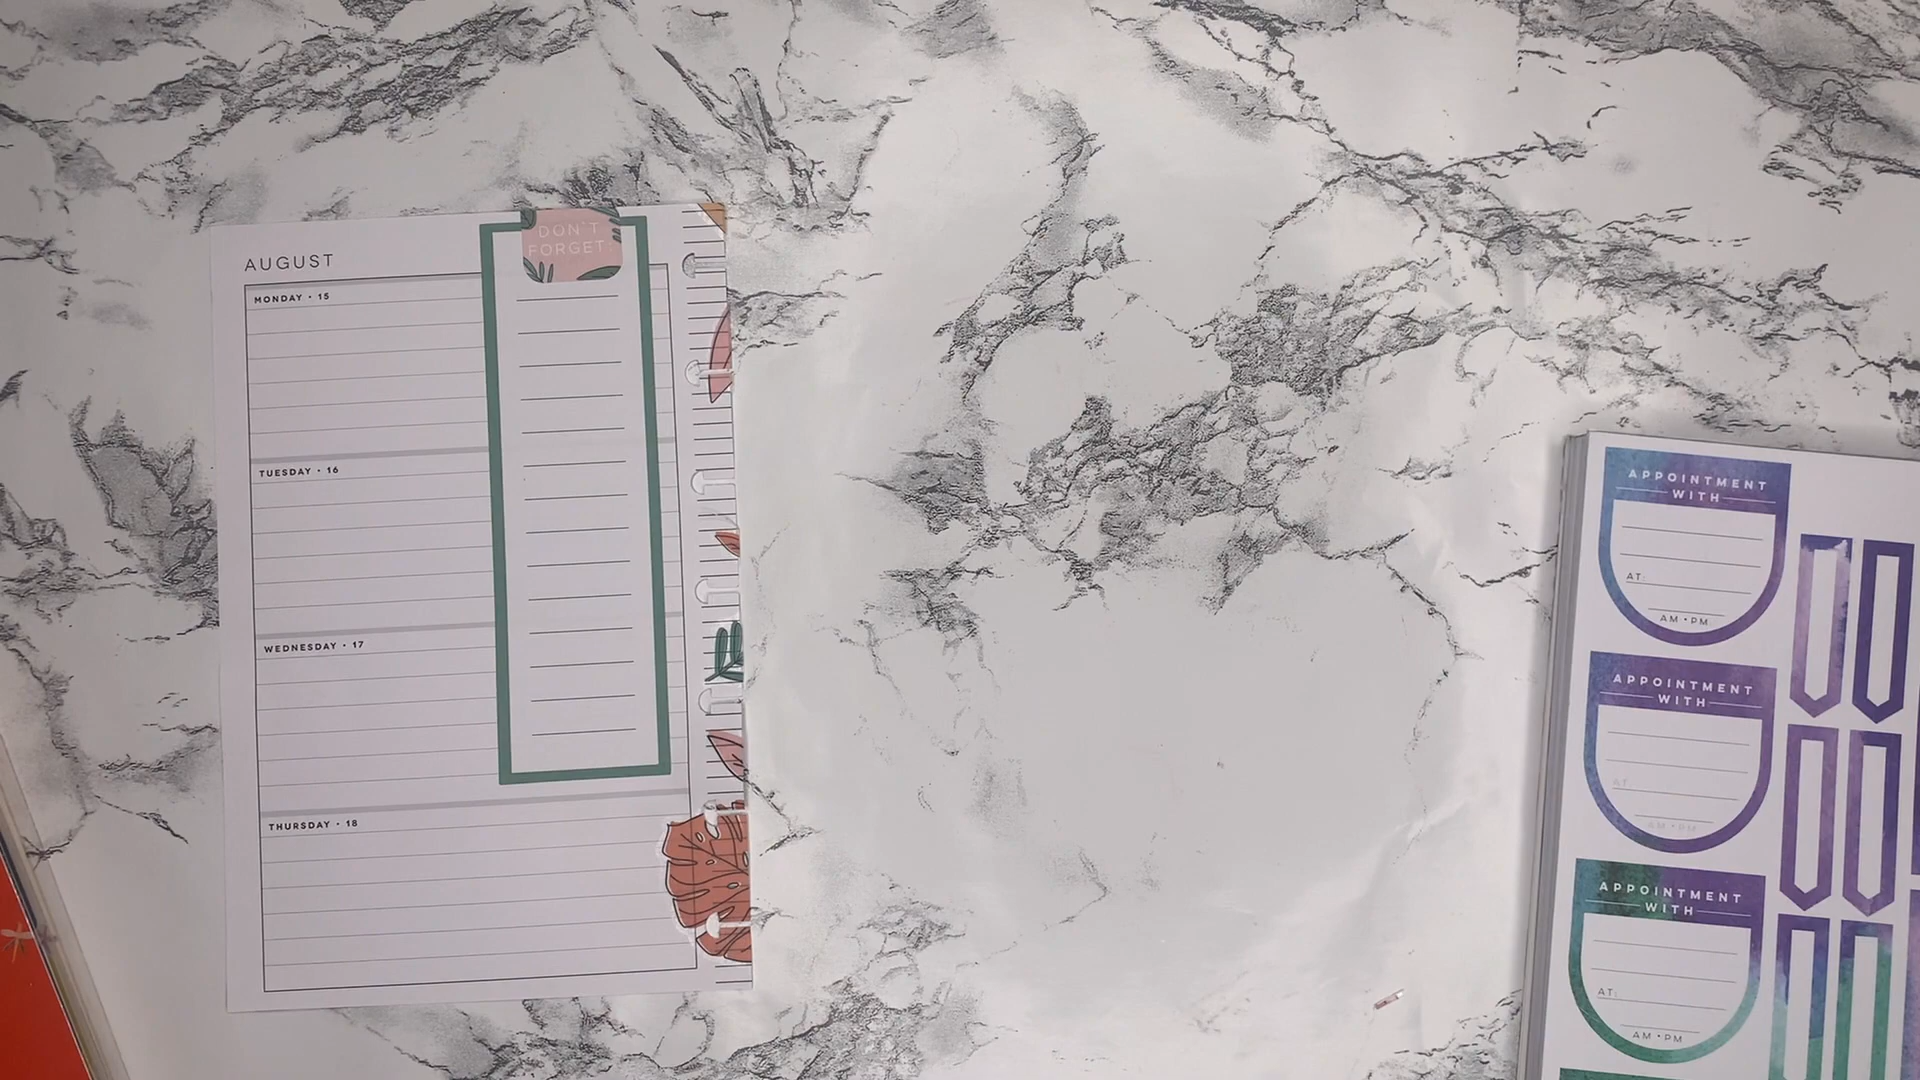 AUGUST
DON'T
FORGET:
MONDAY • 15
TUESDAY • 16
WEDNESDAY • 17
THURSDAY • 18
APPOINTMENT
WITH
AT:
AM • PM
APPOINTMENT
WITH
AT:
AM • PM
APPOINTMENT
WITH
AT:
AM • PM